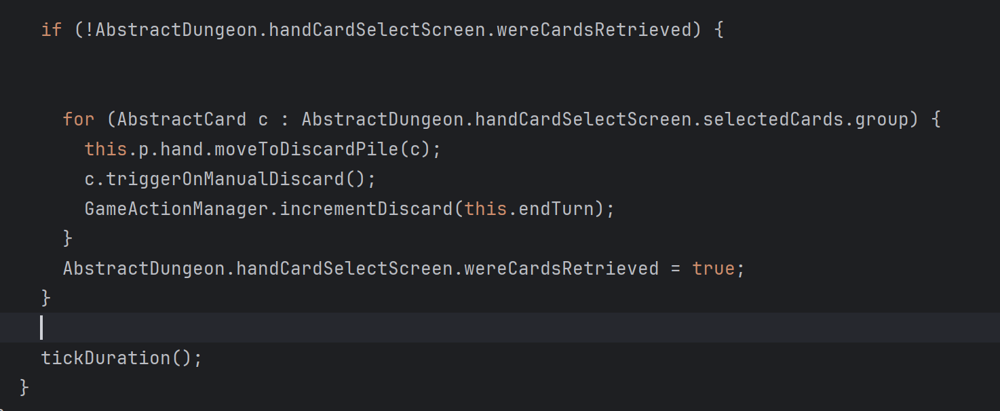 if (!AbstractDungeon.handCardSelectScreen.wereCardsRetrieved) {
for (AbstractCard c : AbstractDungeon.handCardSelectScreen.selectedCards.group) {
this.p.hand.moveToDiscardPile(c);
c.triggerOnManualDiscard();
GameActionManager.incrementDiscard(this.endTurn);
}
AbstractDungeon.handCardSelectScreen.wereCardsRetrieved = true;
}
tickDuration();
}